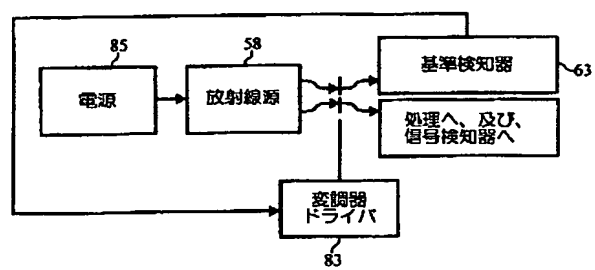 85
電源
58
放射線源
基準検知器
63
処理へ、及び、
信号検知器へ
変調器
ドライバ
83